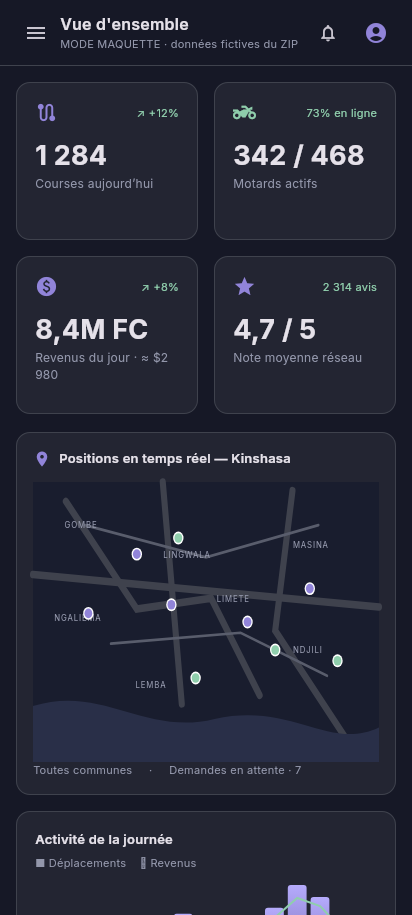 Vue d'ensemble
MODE MAQUETTE · données fictives du ZIP
↗ +12%
1 284
Courses aujourd'hui
73% en ligne
342 / 468
Motards actifs
↗ +8%
8,4M FC
Revenus du jour · ≈ $2
980
2 314 avis
4,7 / 5
Note moyenne réseau
Positions en temps réel — Kinshasa
GOMBE
LINGWALA
MASINA
LIMETE
NGALIEMA
NDJILI
LEMBA
Toutes communes · Demandes en attente · 7
Activité de la journée
Déplacements Revenus